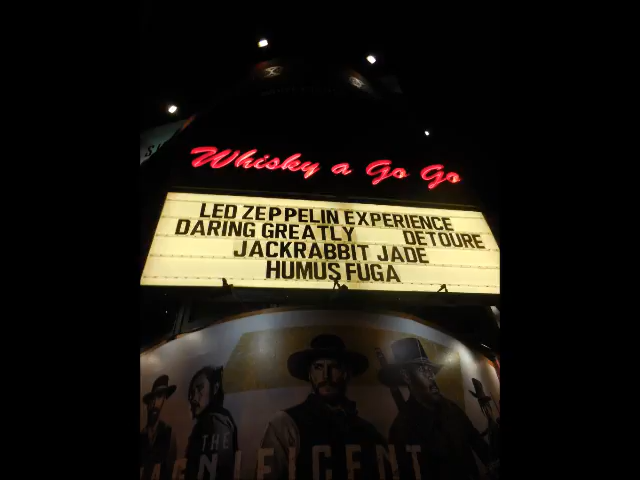 Whisky a Go Go
LED ZEPPELIN EXPERIENCE
DARING GREATLY DETOURE
JACKRABBIT JADE
HUMUS FUGA
THE